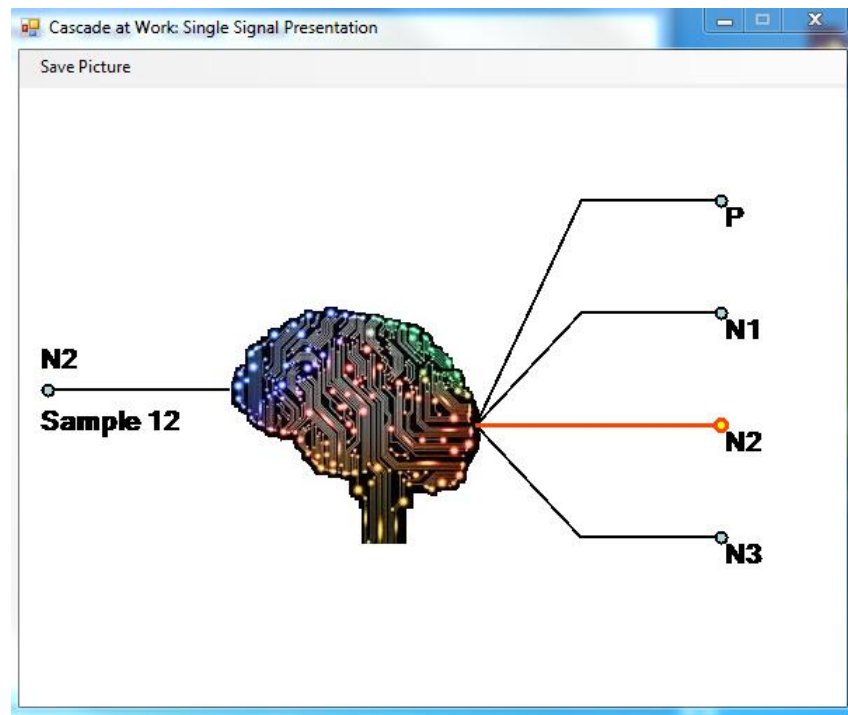 Cascade at Work: Single Signal Presentation
Save Picture
P
N1
N2
Sample 12
N2
N3